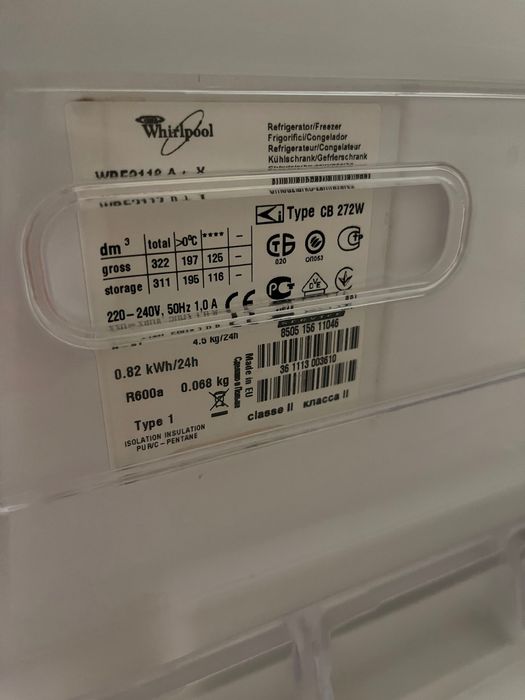 Whirlpool
Refrigerator/Freezer
Frigorifici/Congelador
Refrigerateur/Congelateur
Kühlschrank/Gefrierschrank
Type CB 272W
dm³ total >0°C **** –
gross 322 197 125 –
storage 311 195 116 –
020
220-240V, 50Hz 1.0 A
CE
4.5 kg/24h
0.82 kWh/24h
R600a 0.068 kg
Made in EU
8505 156 11046
36 1113 003610
Type 1
classe II класса II
ISOLATION INSULATION
PUR/C - PENTANE